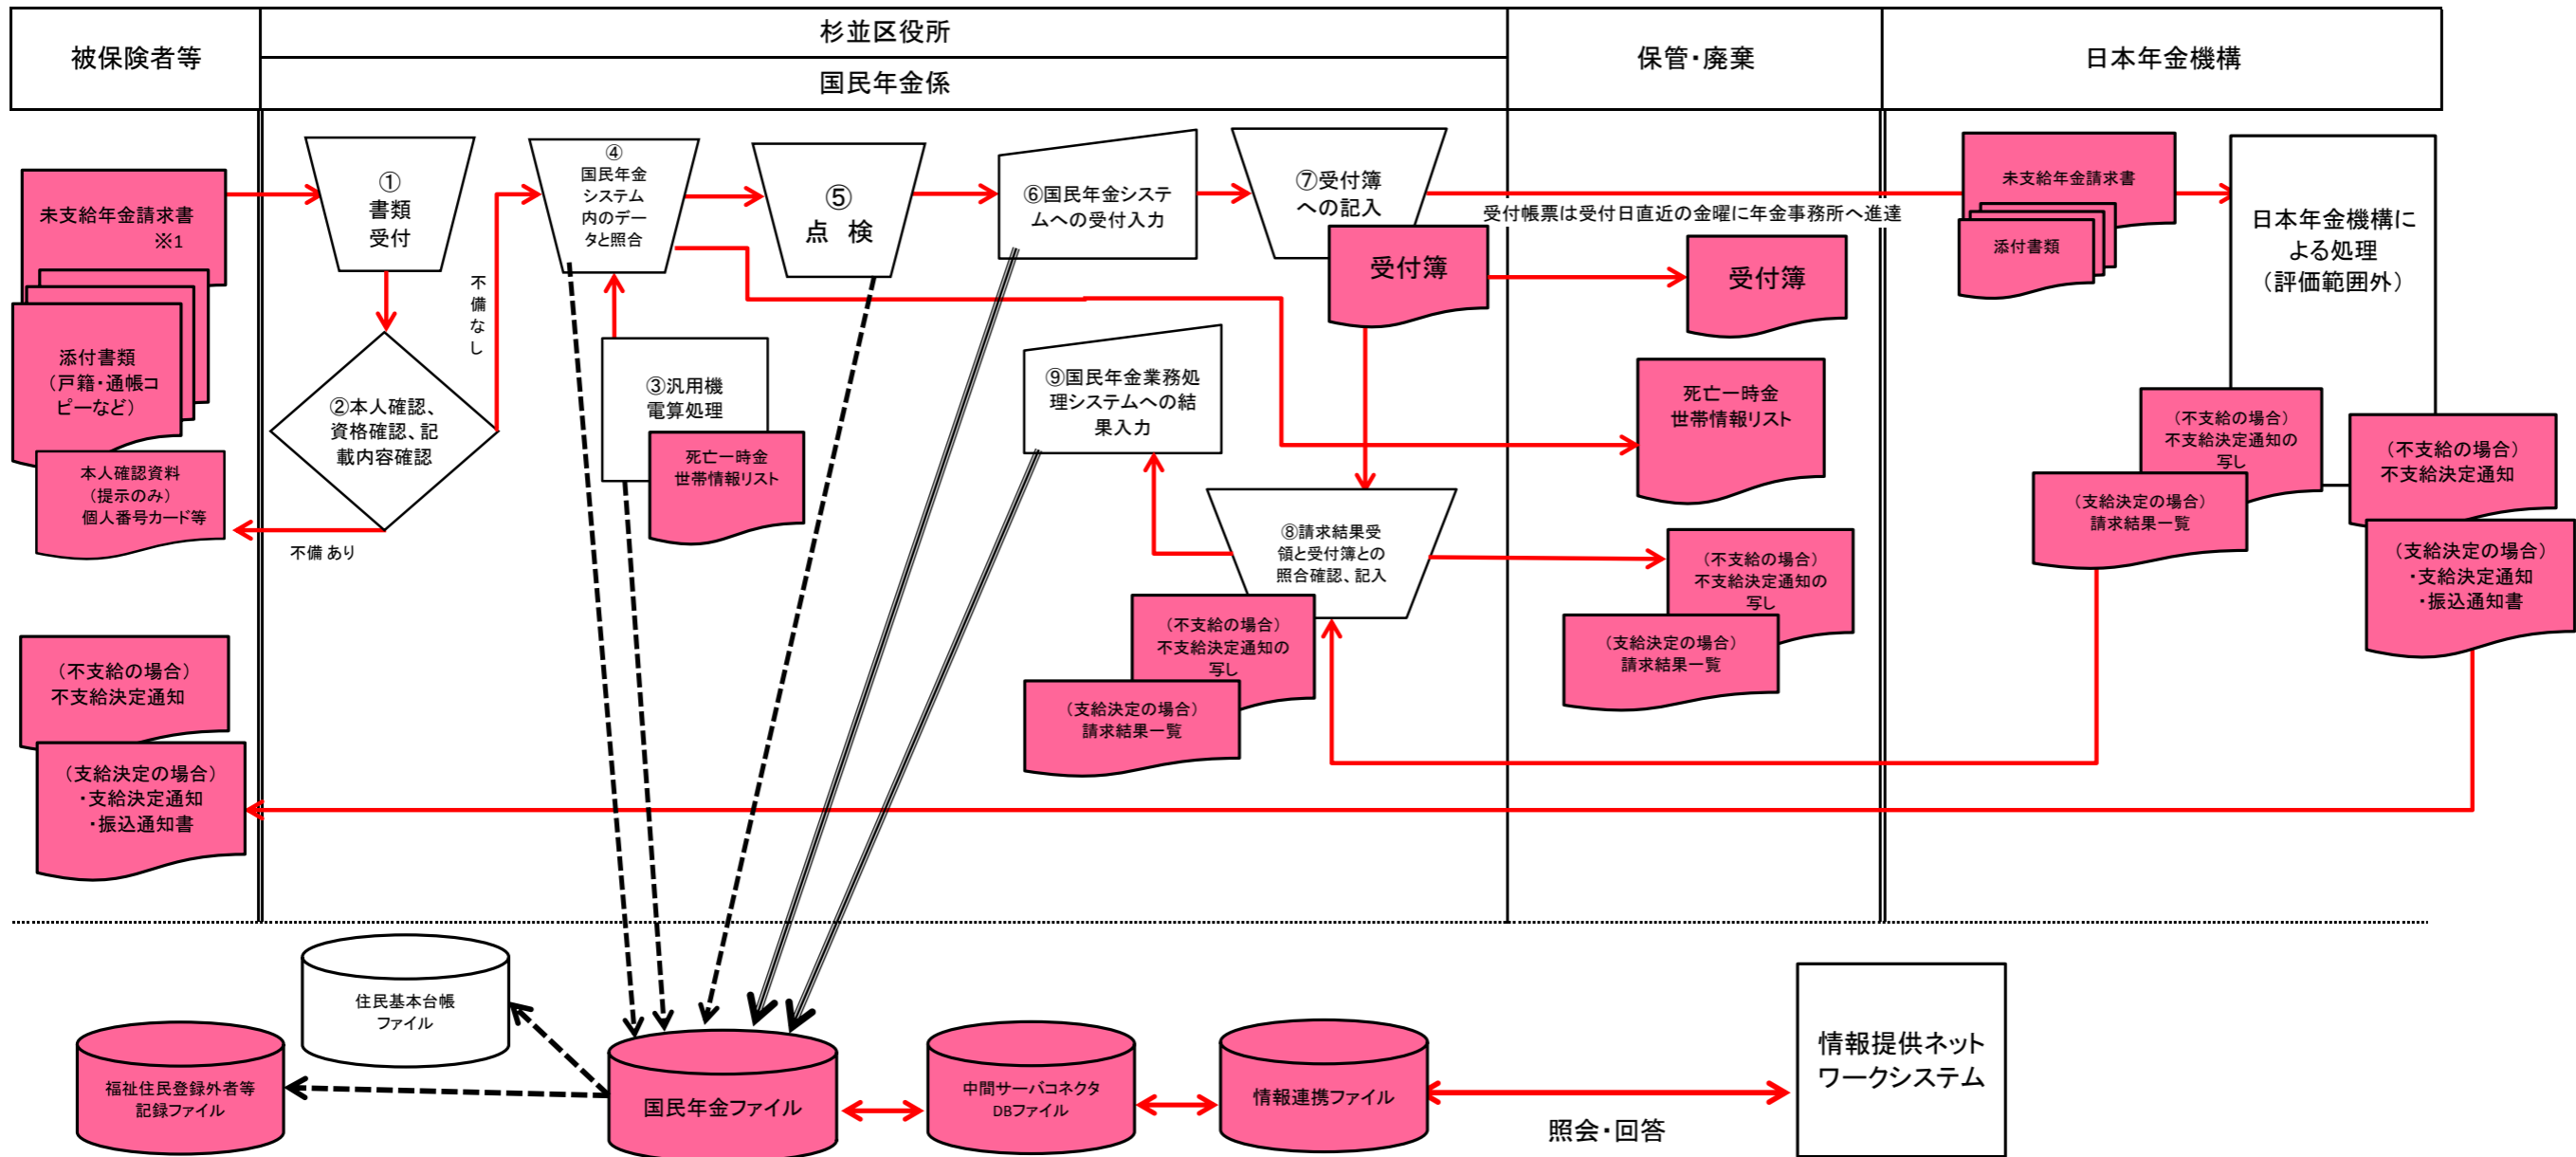 被保険者等
杉並区役所
国民年金係
保管・廃棄
日本年金機構
未支給年金請求書
※1
添付書類
（戸籍・通帳コ
ピーなど）
本人確認資料
（提示のみ）
個人番号カード等
（不支給の場合）
不支給決定通知
（支給決定の場合）
・支給決定通知
・振込通知書
①
書類
受付
②本人確認、
資格確認、記
載内容確認
不備あり
不
備
な
し
④
国民年金
システム
内のデー
タと照合
③汎用機
電算処理
死亡一時金
世帯情報リスト
⑤
点 検
⑥国民年金システ
ムへの受付入力
⑦受付簿
への記入
受付簿
⑨国民年金業務処
理システムへの結
果入力
⑧請求結果受
領と受付簿との
照合確認、記入
（不支給の場合）
不支給決定通知の
写し
（支給決定の場合）
請求結果一覧
受付帳票は受付日直近の金曜に年金事務所へ進達
受付簿
死亡一時金
世帯情報リスト
（不支給の場合）
不支給決定通知の
写し
（支給決定の場合）
請求結果一覧
未支給年金請求書
添付書類
日本年金機構に
よる処理
（評価範囲外）
（不支給の場合）
不支給決定通知の
写し
（支給決定の場合）
請求結果一覧
（不支給の場合）
不支給決定通知
（支給決定の場合）
・支給決定通知
・振込通知書
住民基本台帳
ファイル
福祉住民登録外者等
記録ファイル
国民年金ファイル
中間サーバコネクタ
DBファイル
情報連携ファイル
照会・回答
情報提供ネット
ワークシステム